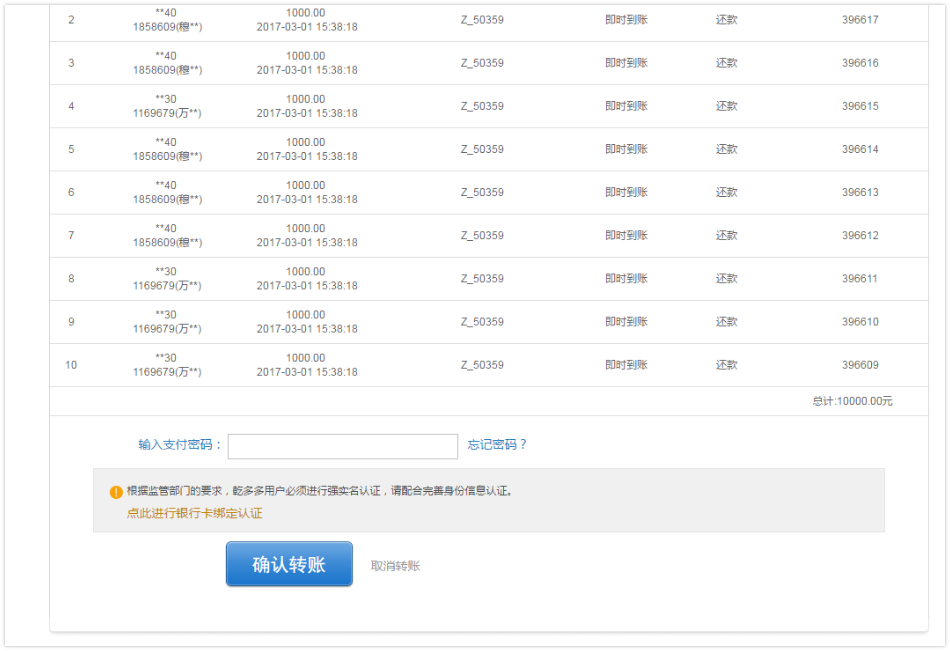 **40 1000.00
2 Z_50359 即时到账 还款 396617
1858609(穆**) 2017-03-01 15:38:18
**40 1000.00
3 Z_50359 即时到账 还款 396616
1858609(穆**) 2017-03-01 15:38:18
**30 1000.00
4 Z_50359 即时到账 还款 396615
1169679(万**) 2017-03-01 15:38:18
**40 1000.00
5 Z_50359 即时到账 还款 396614
1858609(穆**) 2017-03-01 15:38:18
**40 1000.00
6 Z_50359 即时到账 还款 396613
1858609(穆**) 2017-03-01 15:38:18
**40 1000.00
7 Z_50359 即时到账 还款 396612
1858609(穆**) 2017-03-01 15:38:18
**30 1000.00
8 Z_50359 即时到账 还款 396611
1169679(万**) 2017-03-01 15:38:18
**30 1000.00
9 Z_50359 即时到账 还款 396610
1169679(万**) 2017-03-01 15:38:18
**30 1000.00
10 Z_50359 即时到账 还款 396609
1169679(万**) 2017-03-01 15:38:18
总计:10000.00元
输入支付密码： 忘记密码？
根据监管部门的要求，乾多多用户必须进行强实名认证，请配合完善身份信息认证。
点此进行银行卡绑定认证
确认转账 取消转账